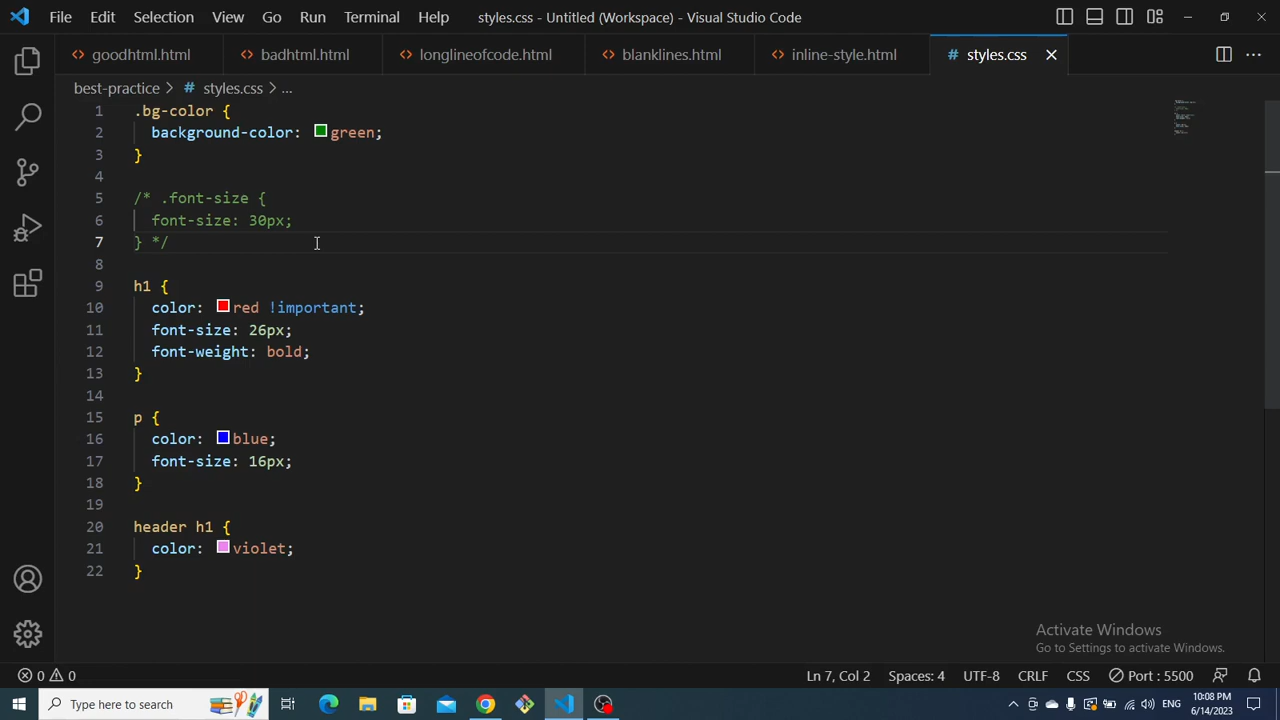 File Edit Selection View Go Run Terminal Help styles.css - Untitled (Workspace) - Visual Studio Code
goodhtml.html badhtml.html longlineofcode.html blanklines.html inline-style.html # styles.css
best-practice > # styles.css > ...
1 .bg-color {
2 background-color: green;
3 }
4
5 /* .font-size {
6 font-size: 30px;
7 } */
8
9 h1 {
10 color: red !important;
11 font-size: 26px;
12 font-weight: bold;
13 }
14
15 p {
16 color: blue;
17 font-size: 16px;
18 }
19
20 header h1 {
21 color: violet;
22 }
Activate Windows
Go to Settings to activate Windows.
0 0 Ln 7, Col 2 Spaces: 4 UTF-8 CRLF CSS Port : 5500
Type here to search ENG 10:08 PM
6/14/2023